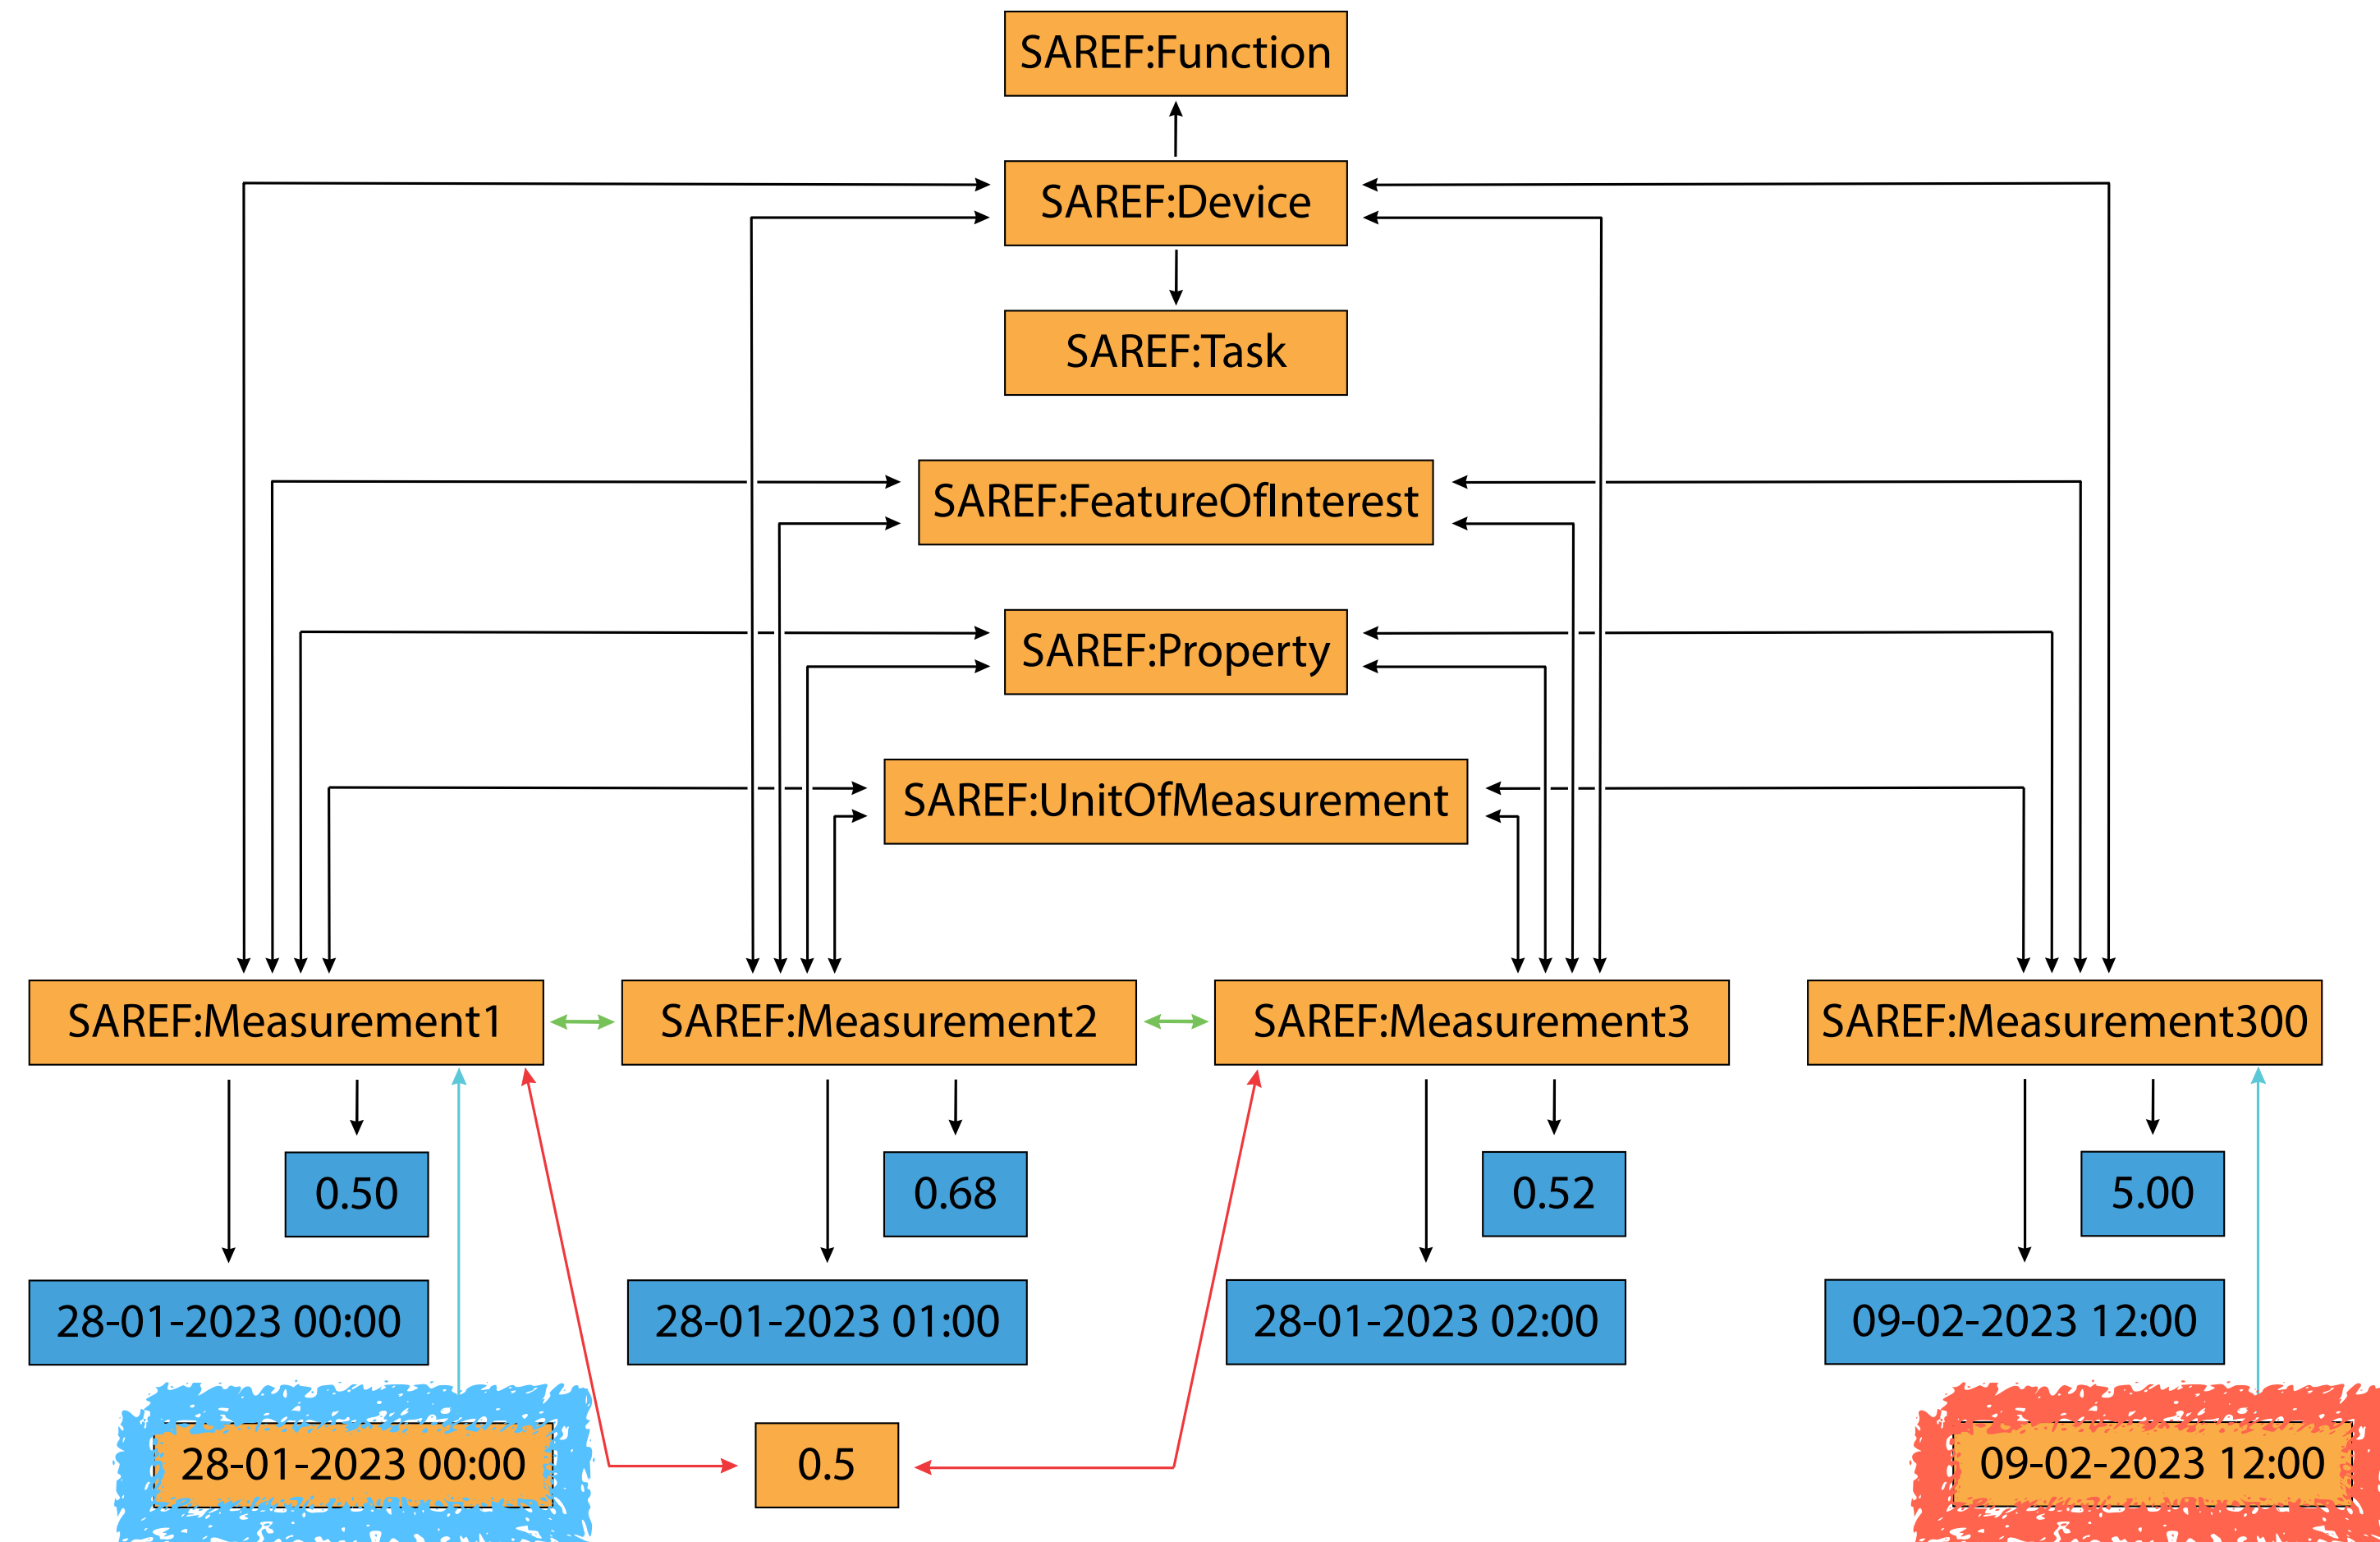 SAREF:Function
SAREF:Device
SAREF:Task
SAREF:FeatureOfInterest
SAREF:Property
SAREF:UnitOfMeasurement
SAREF:Measurement1
SAREF:Measurement2
SAREF:Measurement3
SAREF:Measurement300
0.50
0.68
0.52
5.00
28-01-2023 00:00
28-01-2023 01:00
28-01-2023 02:00
09-02-2023 12:00
28-01-2023 00:00
0.5
09-02-2023 12:00